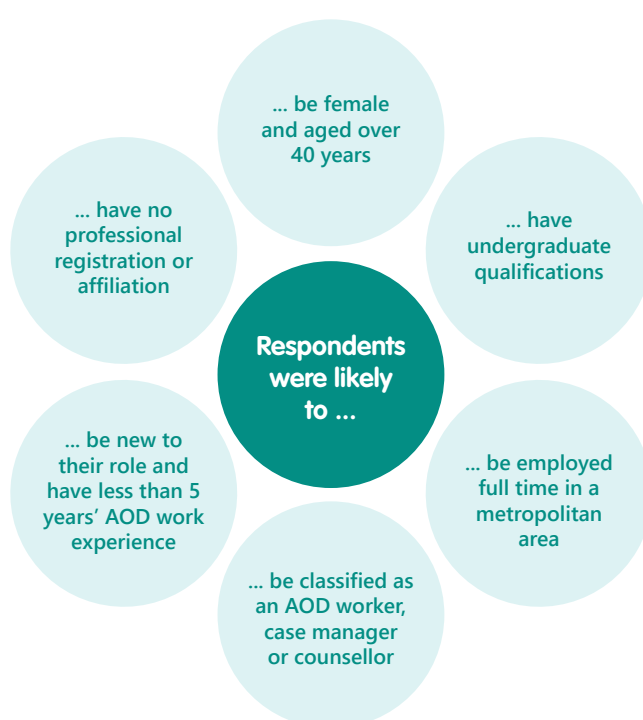 ... be female
and aged over
40 years
... have no
professional
registration or
affiliation
... have
undergraduate
qualifications
Respondents
were likely
to ...
... be new to
their role and
have less than 5
years’ AOD work
experience
... be employed
full time in a
metropolitan
area
... be classified as
an AOD worker,
case manager
or counsellor